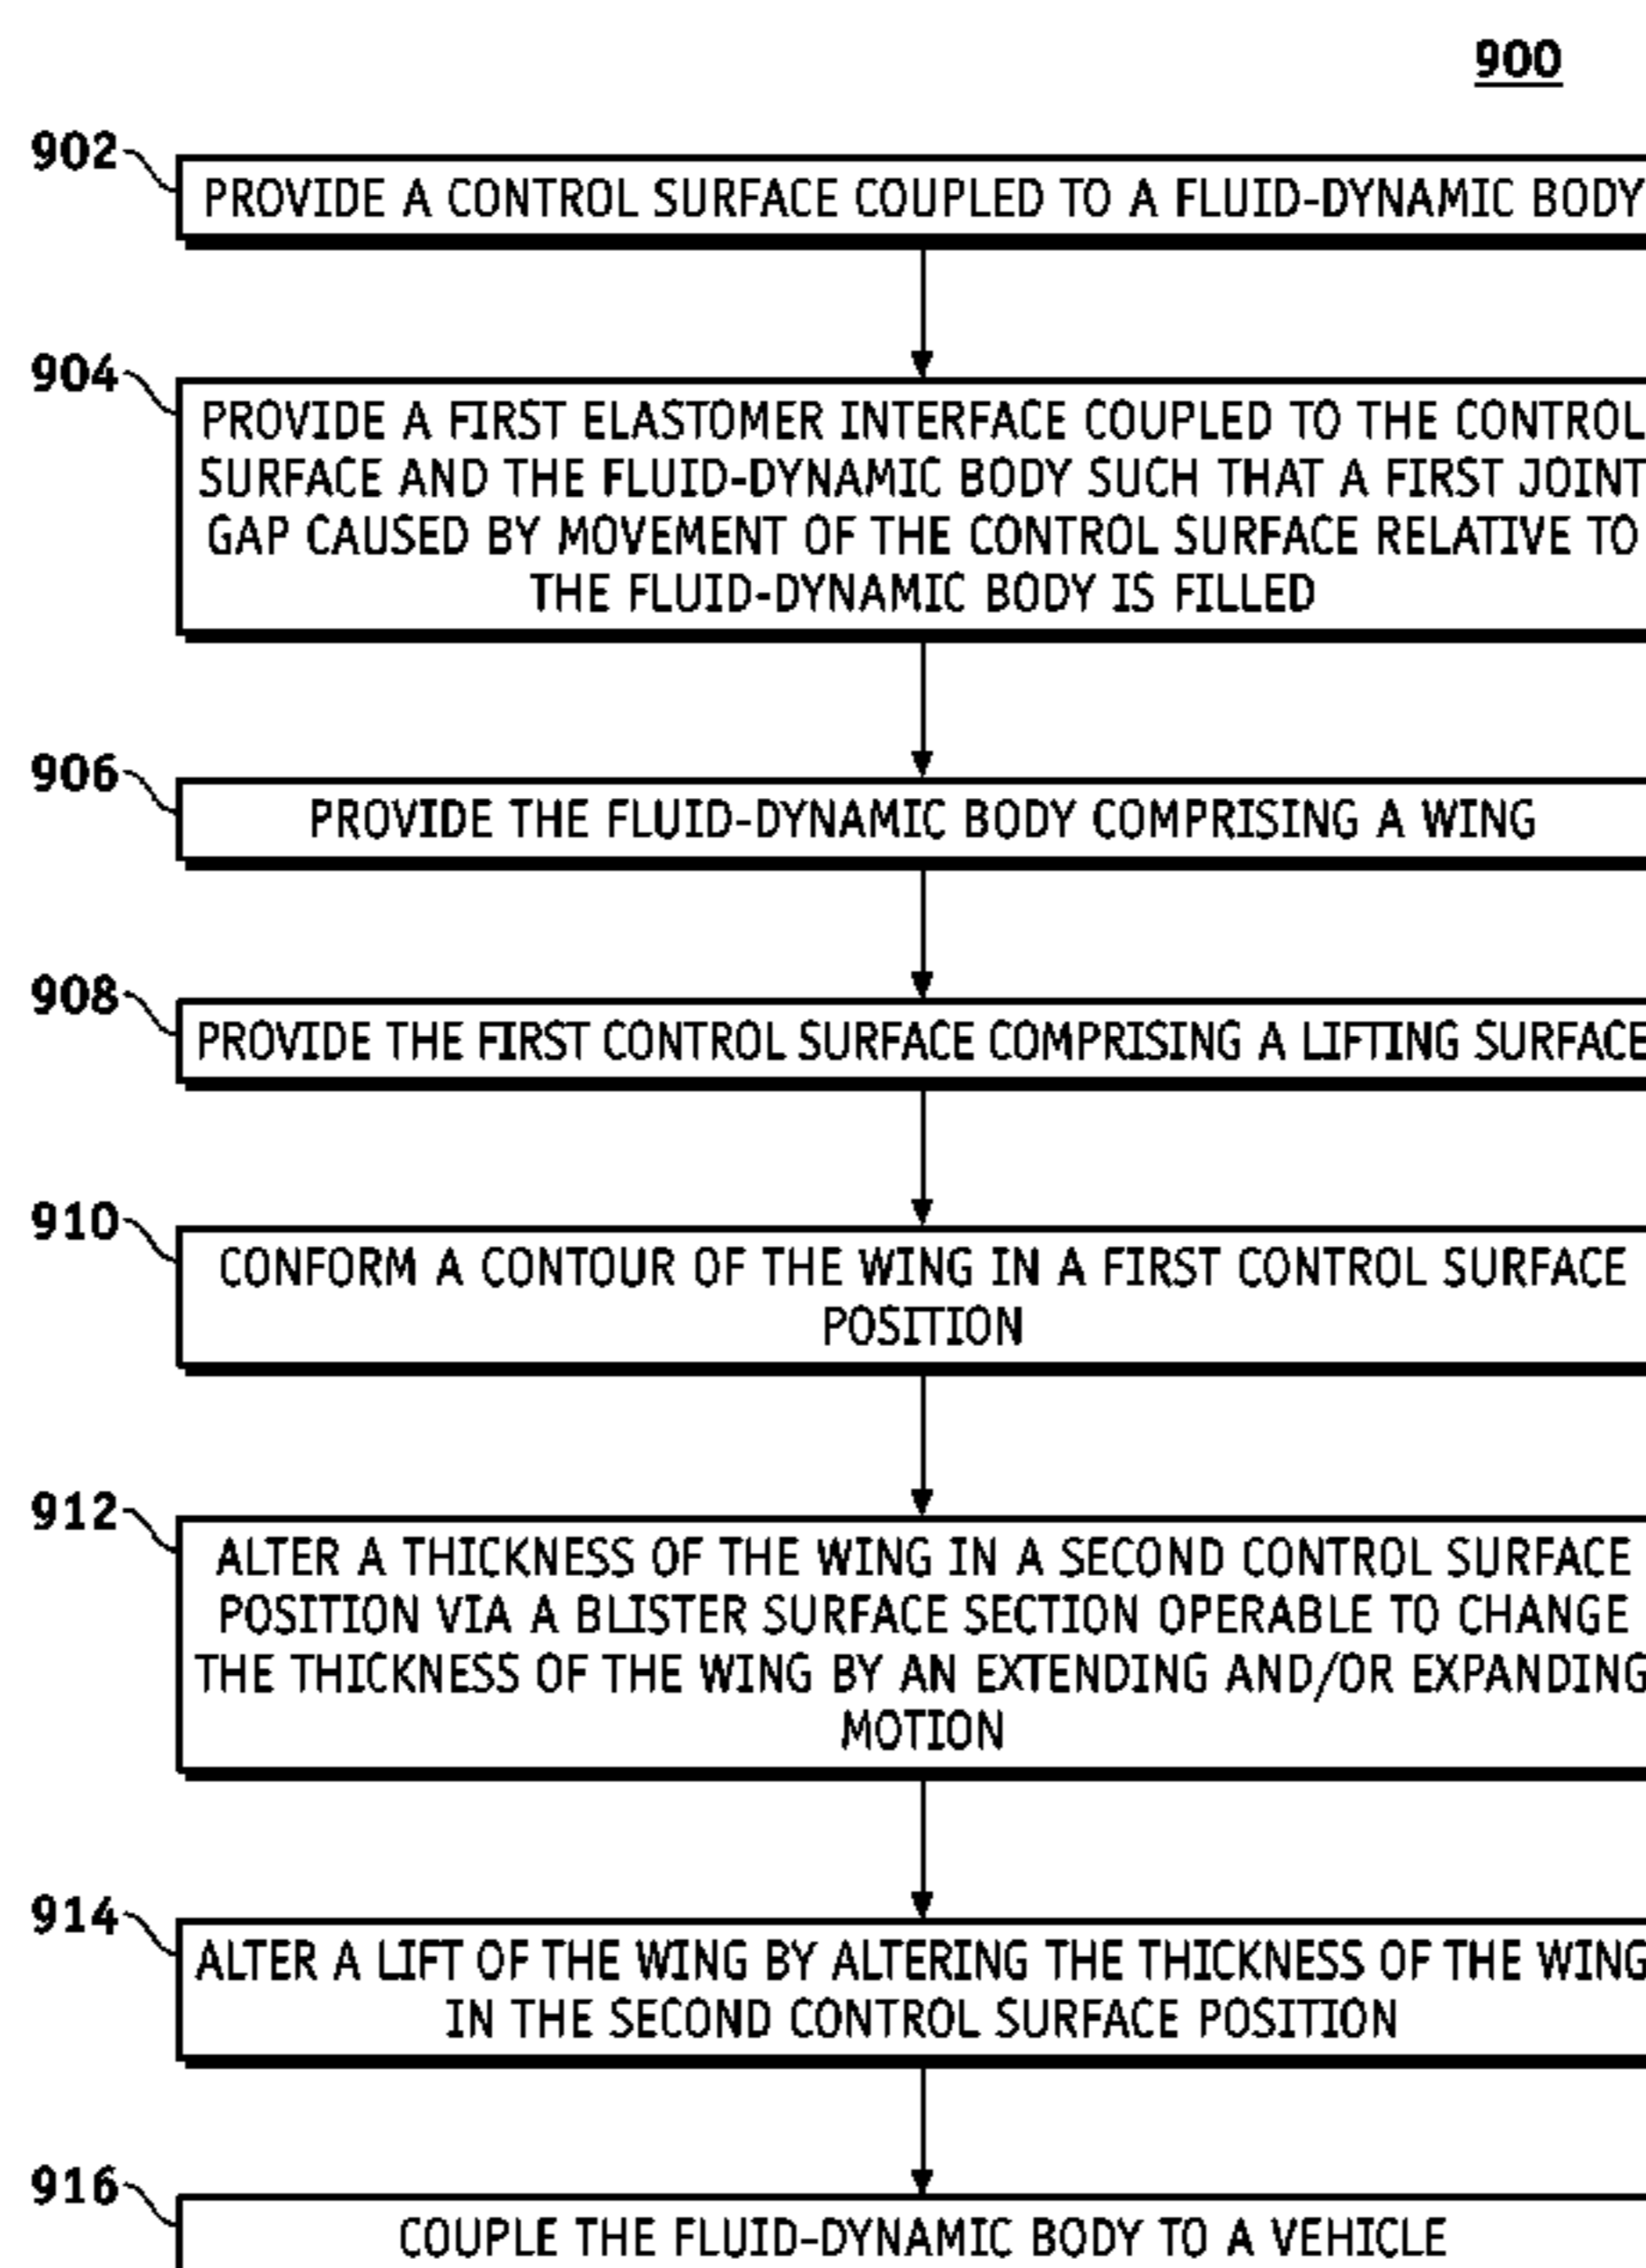 900
902
PROVIDE A CONTROL SURFACE COUPLED TO A FLUID-DYNAMIC BODY
904
PROVIDE A FIRST ELASTOMER INTERFACE COUPLED TO THE CONTROL
SURFACE AND THE FLUID-DYNAMIC BODY SUCH THAT A FIRST JOINT
GAP CAUSED BY MOVEMENT OF THE CONTROL SURFACE RELATIVE TO
THE FLUID-DYNAMIC BODY IS FILLED
906
PROVIDE THE FLUID-DYNAMIC BODY COMPRISING A WING
908
PROVIDE THE FIRST CONTROL SURFACE COMPRISING A LIFTING SURFACE
910
CONFORM A CONTOUR OF THE WING IN A FIRST CONTROL SURFACE
POSITION
912
ALTER A THICKNESS OF THE WING IN A SECOND CONTROL SURFACE
POSITION VIA A BLISTER SURFACE SECTION OPERABLE TO CHANGE
THE THICKNESS OF THE WING BY AN EXTENDING AND/OR EXPANDING
MOTION
914
ALTER A LIFT OF THE WING BY ALTERING THE THICKNESS OF THE WING
IN THE SECOND CONTROL SURFACE POSITION
916
COUPLE THE FLUID-DYNAMIC BODY TO A VEHICLE